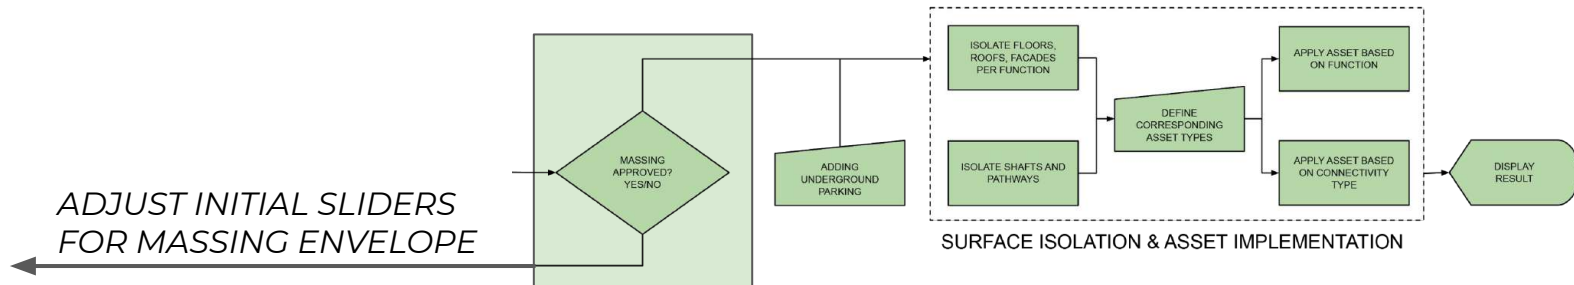 ADJUST INITIAL SLIDERS
FOR MASSING ENVELOPE
MASSING
APPROVED?
YES/NO
ADDING
UNDERGROUND
PARKING
ISOLATE FLOORS,
ROOFS, FACADES
PER FUNCTION
ISOLATE SHAFTS AND
PATHWAYS
DEFINE
CORRESPONDING
ASSET TYPES
APPLY ASSET BASED
ON FUNCTION
APPLY ASSET BASED
ON CONNECTIVITY
TYPE
SURFACE ISOLATION & ASSET IMPLEMENTATION
DISPLAY
RESULT